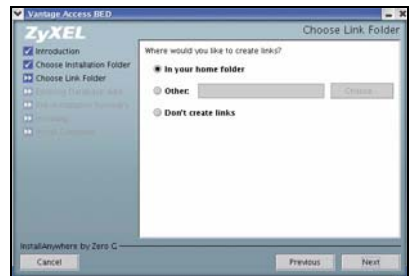 Vantage Access BED
ZyXEL
Choose Link Folder
Introduction
Choose Installation Folder
Choose Link Folder
Where would you like to create links?
In your home folder
Other:
Choose...
Don't create links
InstallAnywhere by Zero G
Cancel
Previous
Next